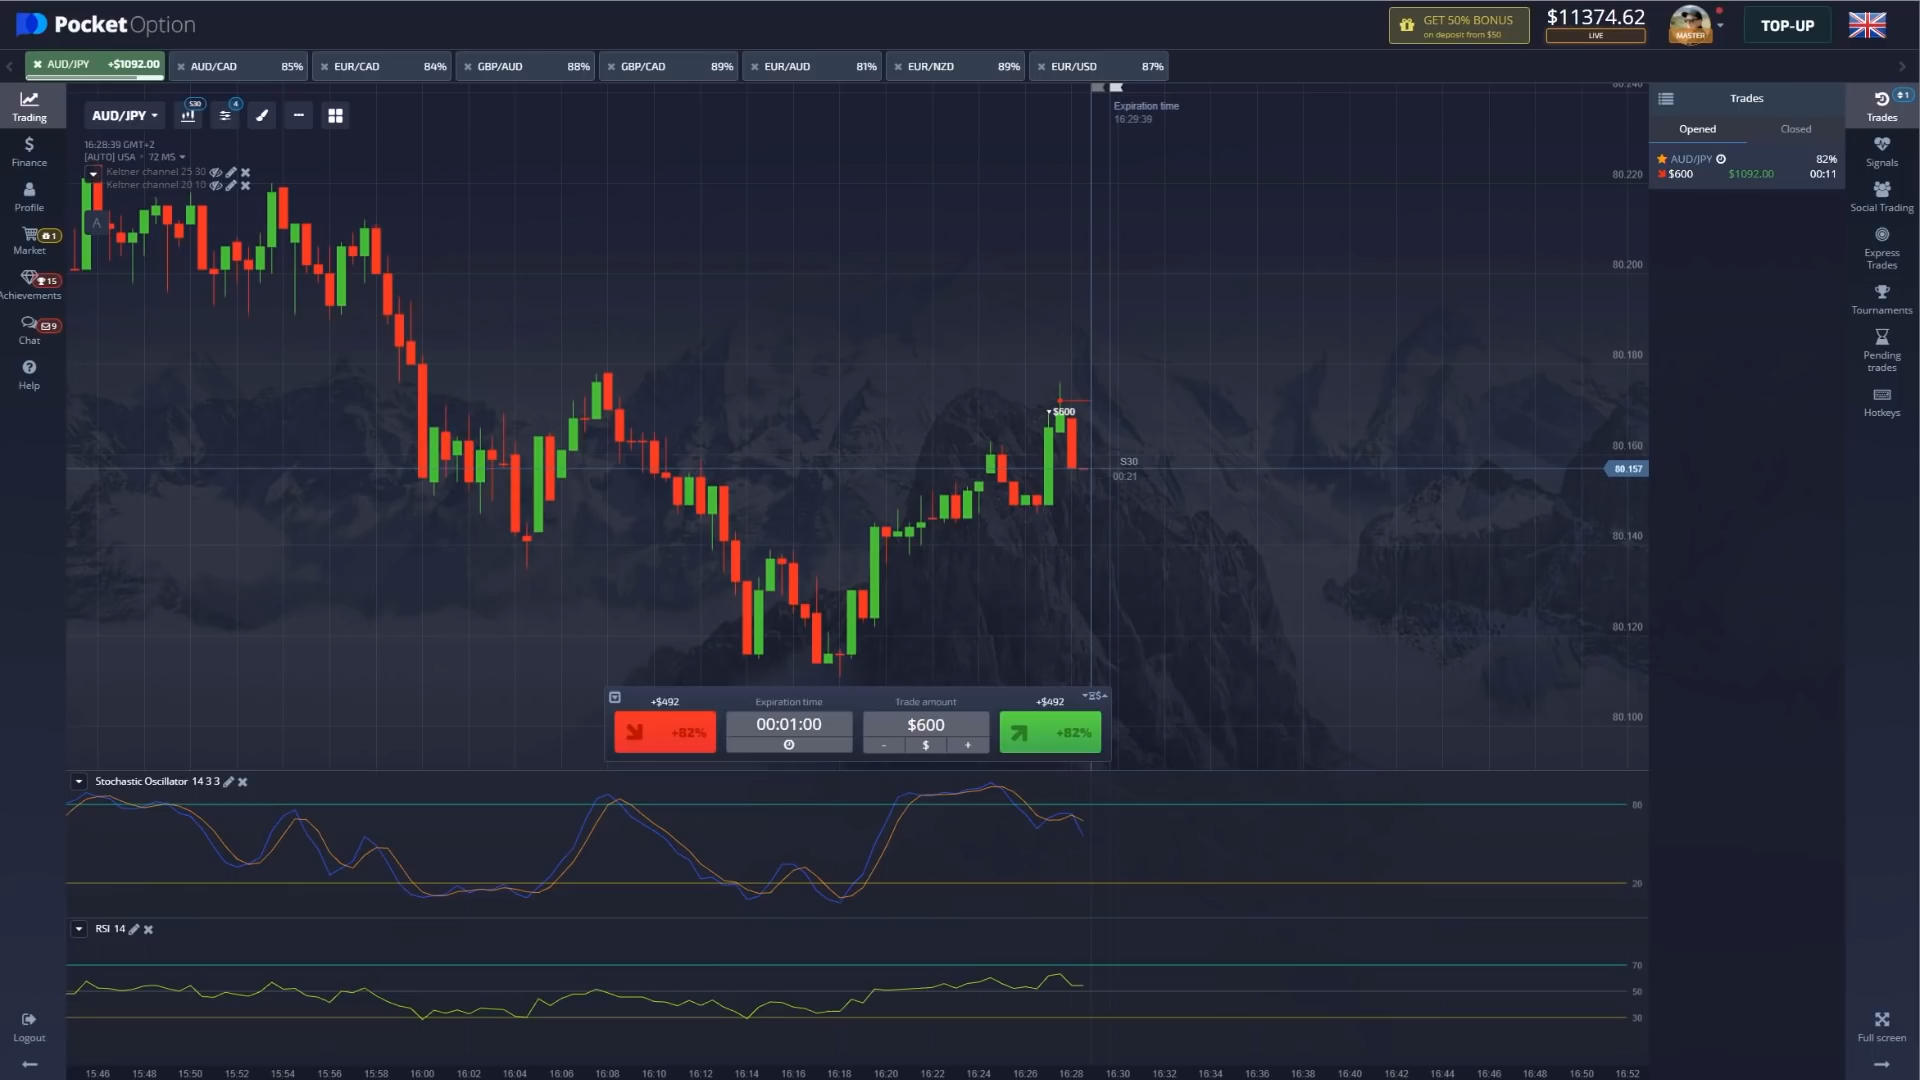 PocketOption
GET 50% BONUS
on deposit from $50
$11374.62
LIVE
MASTER
TOP-UP
AUD/JPY +$1092.00
AUD/CAD 85%
EUR/CAD 84%
GBP/AUD 88%
GBP/CAD 89%
EUR/AUD 81%
EUR/NZD 89%
EUR/USD 87%
Trading
Finance
Profile
Market
1
Achievements
15
Chat
9
Help
Logout
AUD/JPY
S30
4
16:28:39 GMT+2
[AUTO] USA • 72 MS
Keltner channel 25 30
Keltner channel 20 10
A
Expiration time
16:29:39
$600
S30
00:21
80.240
80.220
80.200
80.180
80.160
80.157
80.140
80.120
80.100
+$492
+82%
Expiration time
00:01:00
Trade amount
$600
- $ +
+$492
+82%
Stochastic Oscillator 14 3 3
80
20
RSI 14
70
50
30
15:46 15:48 15:50 15:52 15:54 15:56 15:58 16:00 16:02 16:04 16:06 16:08 16:10 16:12 16:14 16:16 16:18 16:20 16:22 16:24 16:26 16:28 16:30 16:32 16:34 16:36 16:38 16:40 16:42 16:44 16:46 16:48 16:50 16:52
Trades
Opened Closed
AUD/JPY 82%
$600 $1092.00 00:11
1
Trades
Signals
Social Trading
Express
Trades
Tournaments
Pending
trades
Hotkeys
Full screen